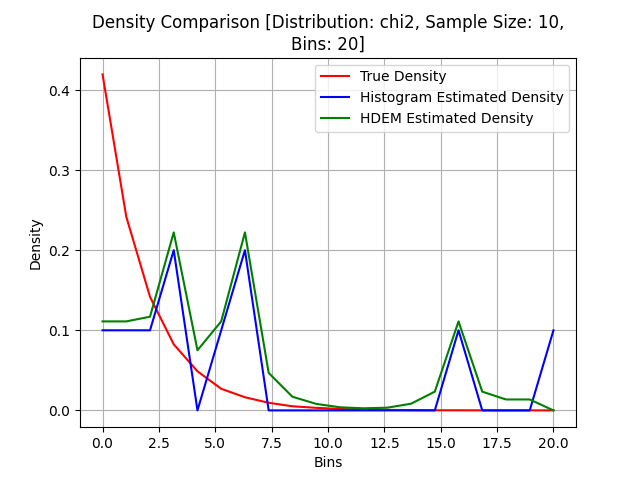 Density Comparison [Distribution: chi2, Sample Size: 10,
Bins: 20]
True Density
Histogram Estimated Density
HDEM Estimated Density
Density
0.4
0.3
0.2
0.1
0.0
0.0 2.5 5.0 7.5 10.0 12.5 15.0 17.5 20.0
Bins